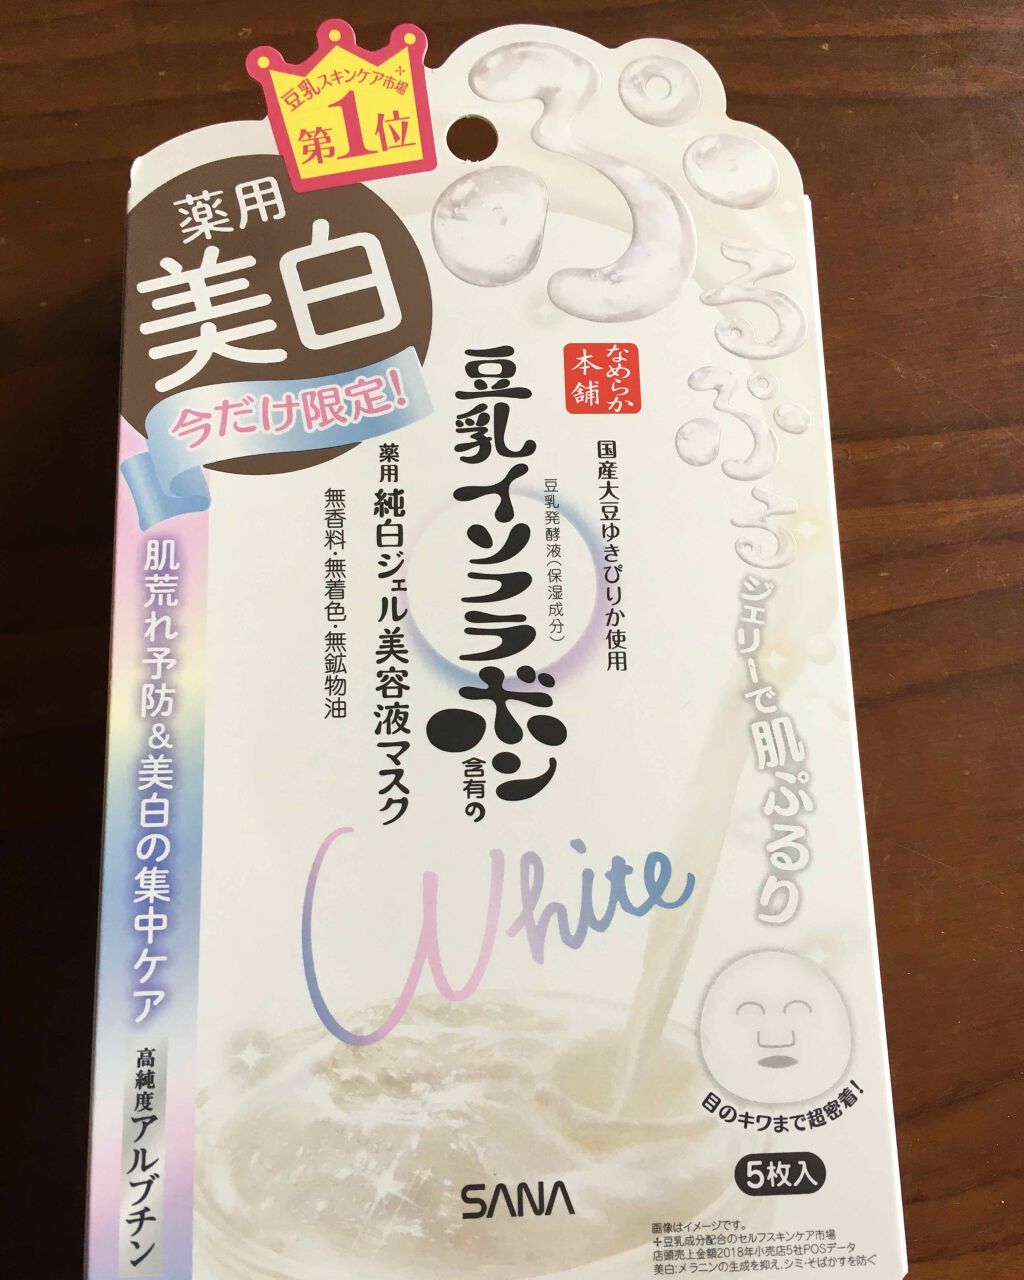 豆乳スキンケア市場＋
第1位
薬用
美白
今だけ限定!
ぷるぷる
ジェリーで肌ぷるり
なめらか
本舗
国産大豆ゆきぴりか使用
豆乳発酵液(保湿成分)
豆乳イソフラボン
含有の
薬用 純白ジェル美容液マスク
無香料・無着色・無鉱物油
肌荒れ予防&美白の集中ケア
高純度アルブチン
White
目のキワまで超密着!
5枚入
SANA
画像はイメージです。
＋豆乳成分配合のセルフスキンケア市場
店頭売上金額2018年小売店5社POSデータ
美白:メラニンの生成を抑え、シミ・そばかすを防ぐ